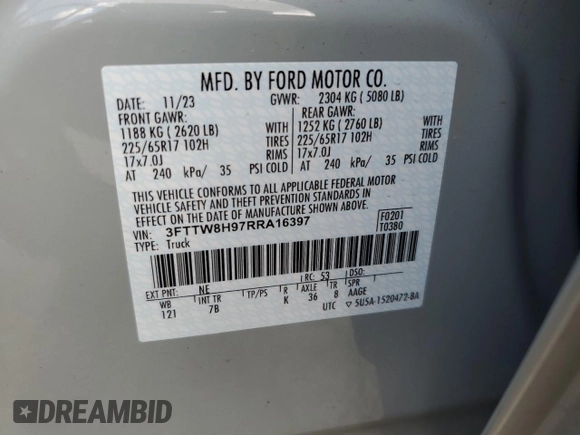 MFD. BY FORD MOTOR CO.
DATE: 11/23 GVWR: 2304 KG ( 5080 LB)
FRONT GAWR: REAR GAWR:
1188 KG ( 2620 LB) WITH 1252 KG ( 2760 LB) WITH
225/65R17 102H TIRES 225/65R17 102H TIRES
17x7.0J RIMS 17x7.0J RIMS
AT 240 kPa/ 35 PSI COLD AT 240 kPa/ 35 PSI COLD
THIS VEHICLE CONFORMS TO ALL APPLICABLE FEDERAL MOTOR
VEHICLE SAFETY AND THEFT PREVENTION STANDARDS
IN EFFECT ON THE DATE OF MANUFACTURE SHOWN ABOVE.
VIN: 3FTTW8H97RRA16397 F0201
TYPE: Truck T0380
EXT PNT: NE RC: 53 DSO:
WB INT TR TP/PS R AXLE TR SPR
121 7B K 36 8 AAGE
UTC 5U5A-1520472-BA
DREAMBID